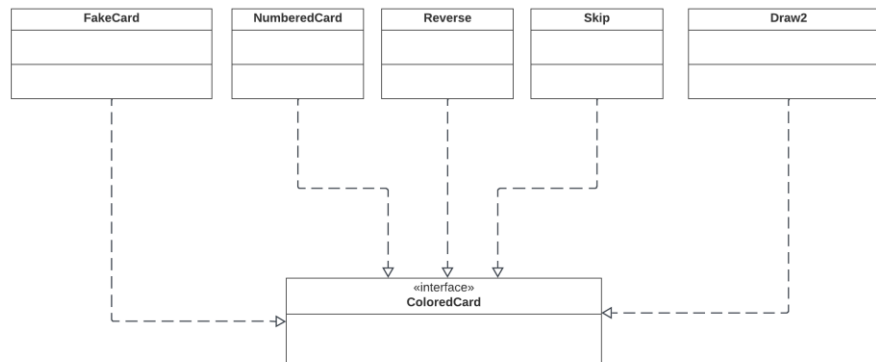 FakeCard
NumberedCard
Reverse
Skip
Draw2
«interface»
ColoredCard